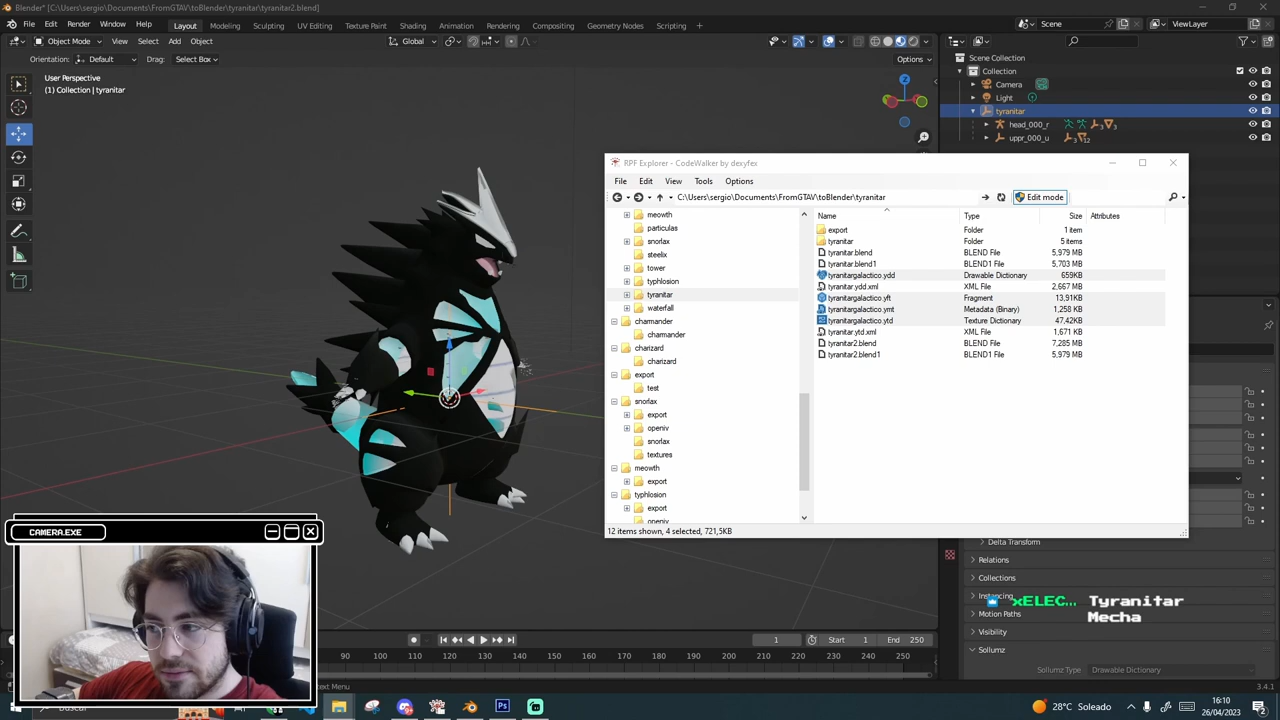 Blender* [C:\Users\sergio\Documents\FromGTAV\toBlender\tyranitar\tyranitar2.blend]
File Edit Render Window Help Layout Modeling Sculpting UV Editing Texture Paint Shading Animation Rendering Compositing Geometry Nodes Scripting Scene ViewLayer
Object Mode View Select Add Object Global
Orientation: Default Drag: Select Box Options
User Perspective
(1) Collection | tyranitar
Z
Scene Collection
Collection
Camera
Light
tyranitar
head_000_r 3 3
uppr_000_u 3 12
RPF Explorer - CodeWalker by dexyfex
File Edit View Tools Options
C:\Users\sergio\Documents\FromGTAV\toBlender\tyranitar Edit mode
meowth
particulas
snorlax
steelix
tower
typhlosion
tyranitar
waterfall
charmander
charmander
charizard
charizard
export
test
snorlax
export
openiv
snorlax
textures
meowth
export
typhlosion
export
openiv
Name Type Size Attributes
export Folder 1 item
tyranitar Folder 5 items
tyranitar.blend BLEND File 5,979 MB
tyranitar.blend1 BLEND1 File 5,703 MB
tyranitargalactico.ydd Drawable Dictionary 659KB
tyranitar.ydd.xml XML File 2,667 MB
tyranitargalactico.yft Fragment 13,91KB
tyranitargalactico.ymt Metadata (Binary) 1,258 KB
tyranitargalactico.ytd Texture Dictionary 47,42KB
tyranitar.ytd.xml XML File 1,671 KB
tyranitar2.blend BLEND File 7,285 MB
tyranitar2.blend1 BLEND1 File 5,979 MB
12 items shown, 4 selected, 721,5KB
Delta Transform
Relations
Collections
Instancing
Motion Paths
Visibility
Sollumz
Sollumz Type Drawable Dictionary
xELEC... Tyranitar
Mecha
CAMERA.EXE
1 Start 1 End 250
90 100 110 120 130 140 150 160 170 180 190 200 210 220 230 240 250
text Menu
3.4.1
Buscar
28°C Soleado
16:10
26/04/2023